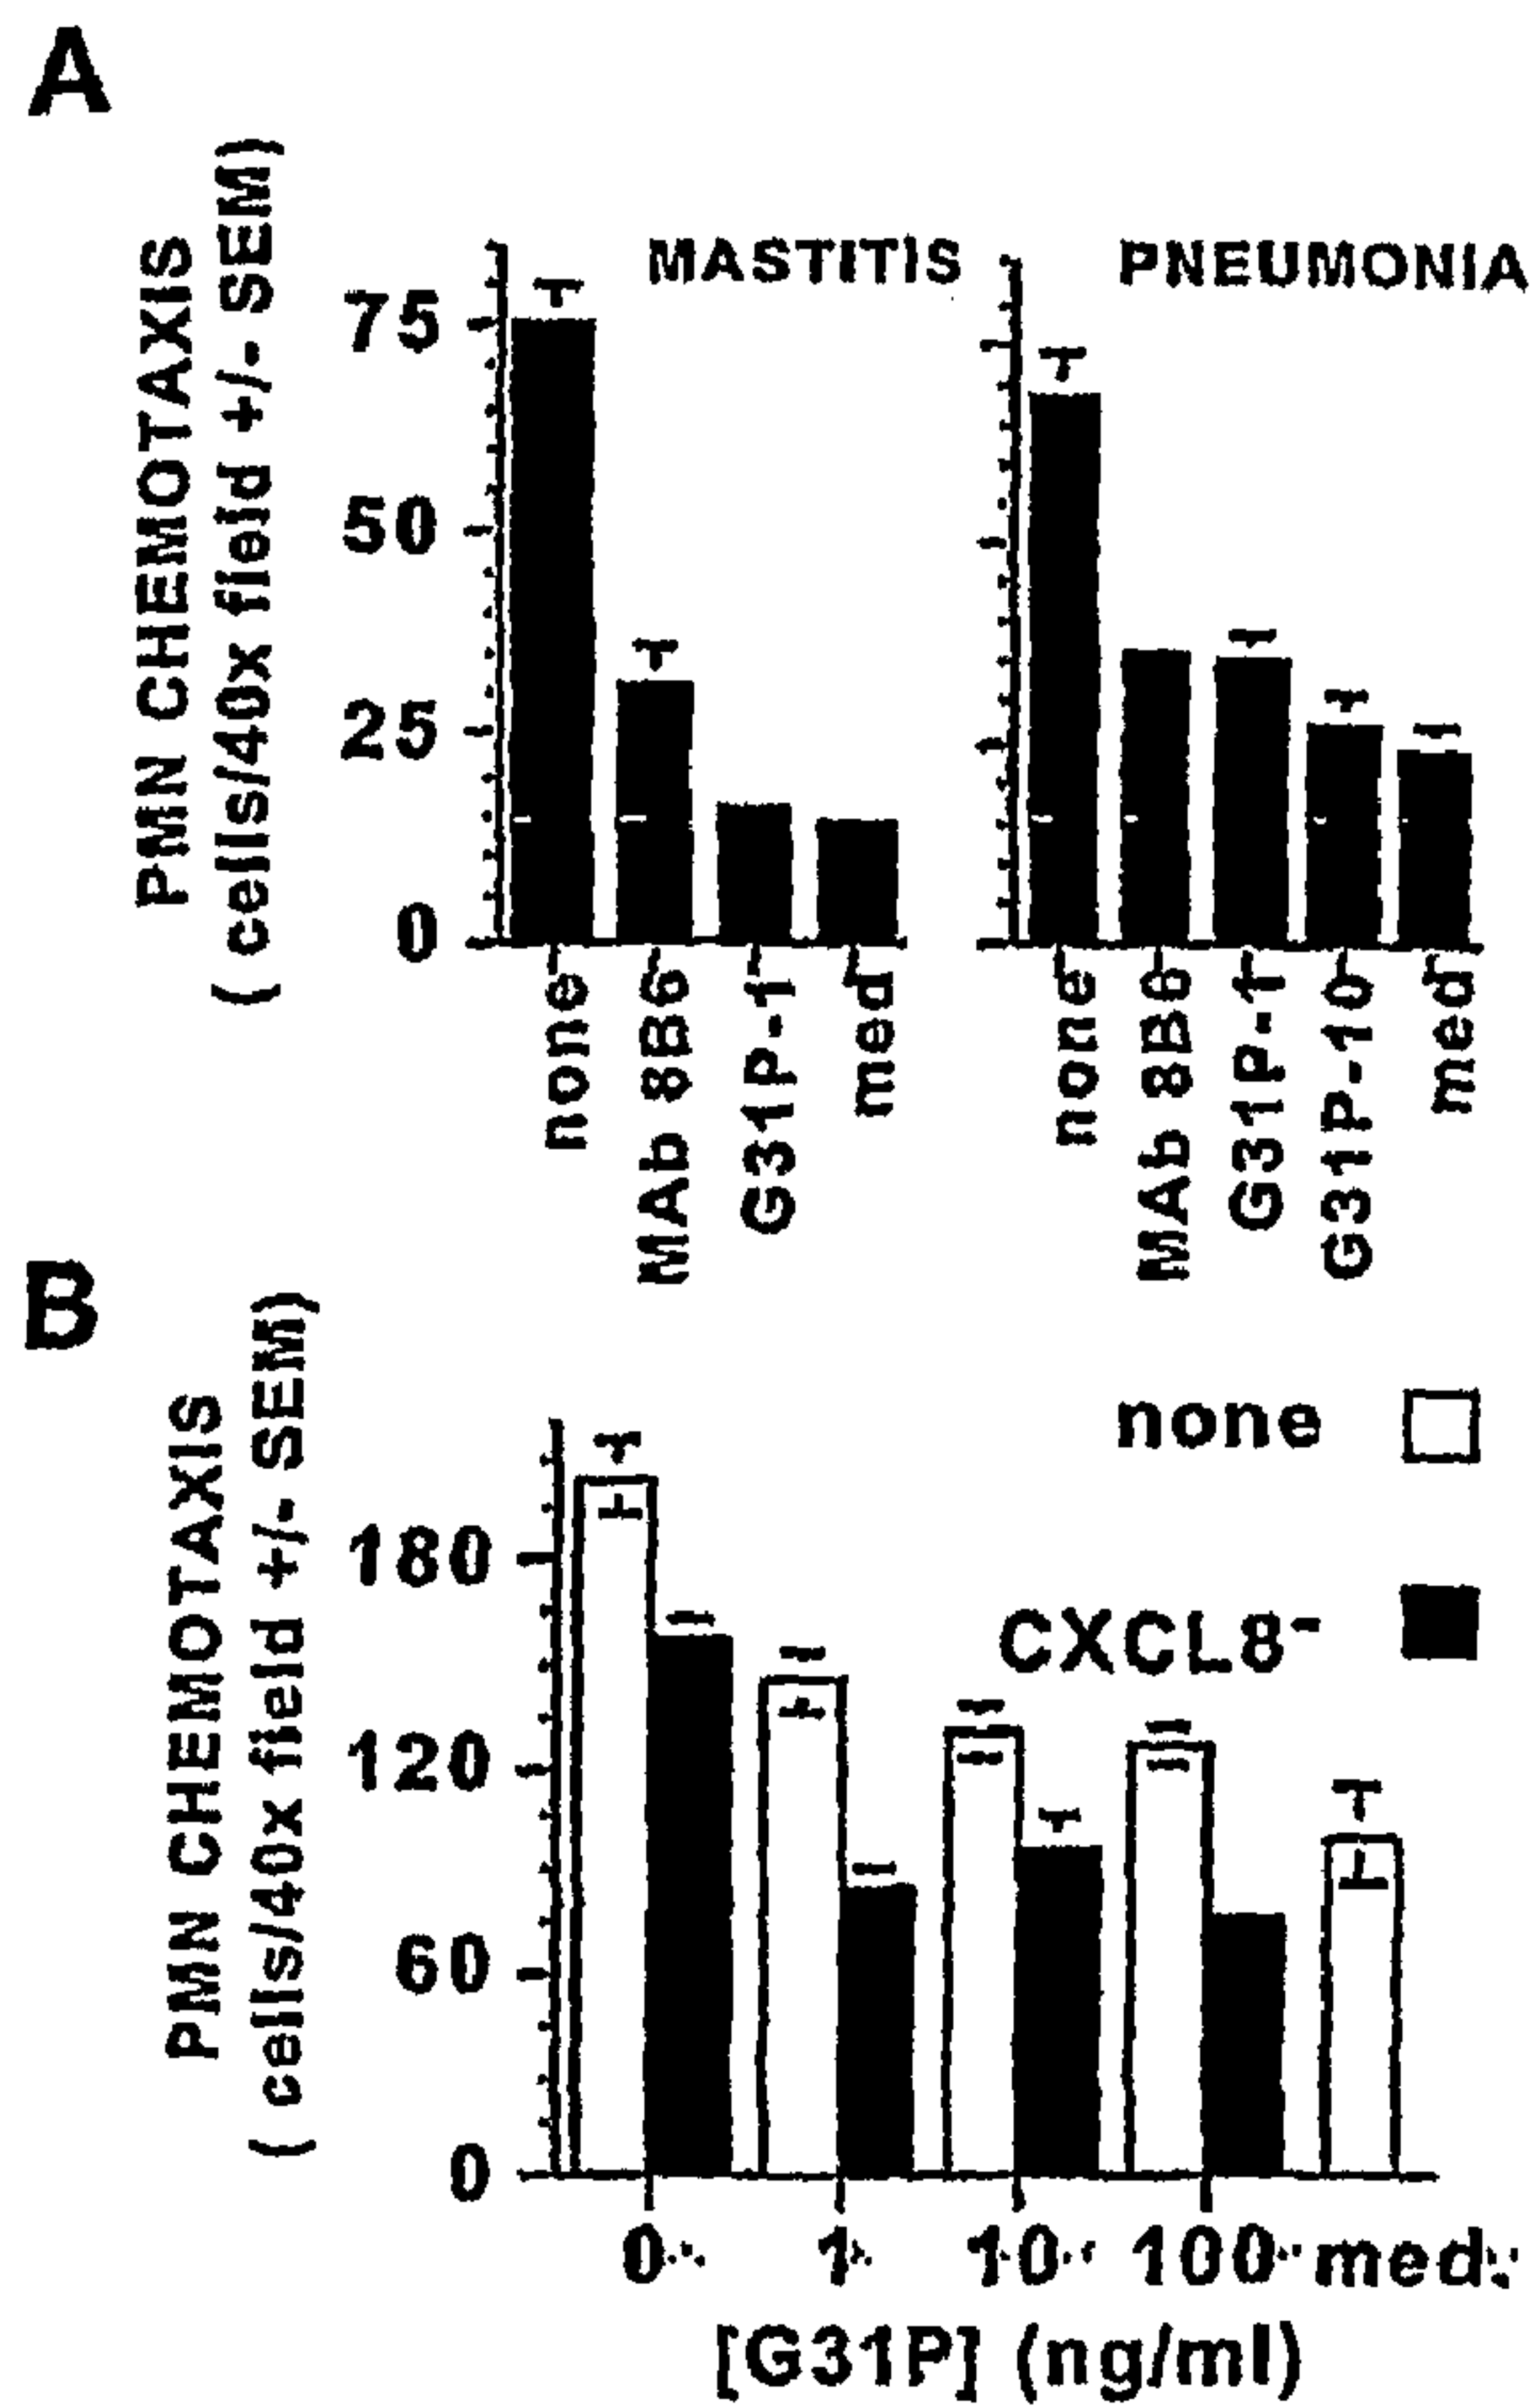 A
PMN CHEMOTAXIS
( cells/40x field +/- SEM)
MASTITIS
PNEUMONIA
75
50
25
0
none
MAb 8B6
G31P-1
med
none
MAb 8B6
G31P-1
G31P-10
med
B
PMN CHEMOTAXIS
( cells/40x field +/- SEM)
none
CXCL8-
180
120
60
0
0 1 10 100 med
[G31P] (ng/ml)